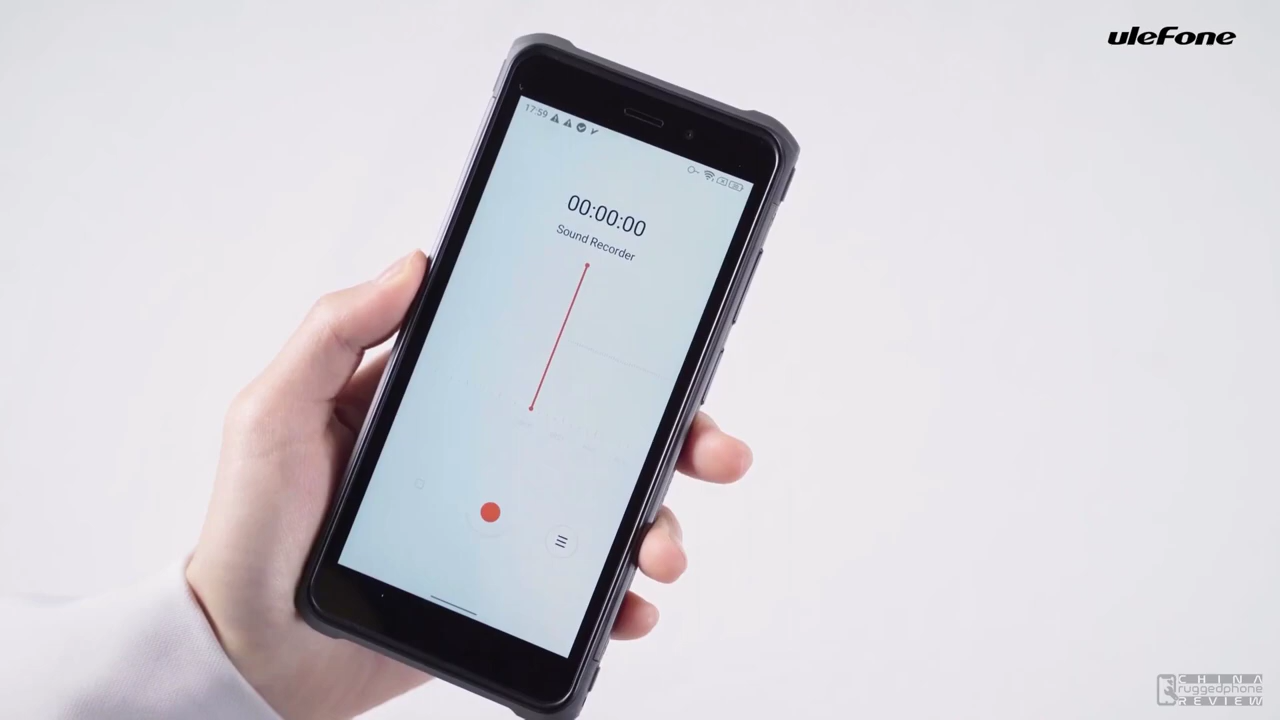 uleFone
17:59
00:00:00
Sound Recorder
CHINA
ruggedphone
REVIEW